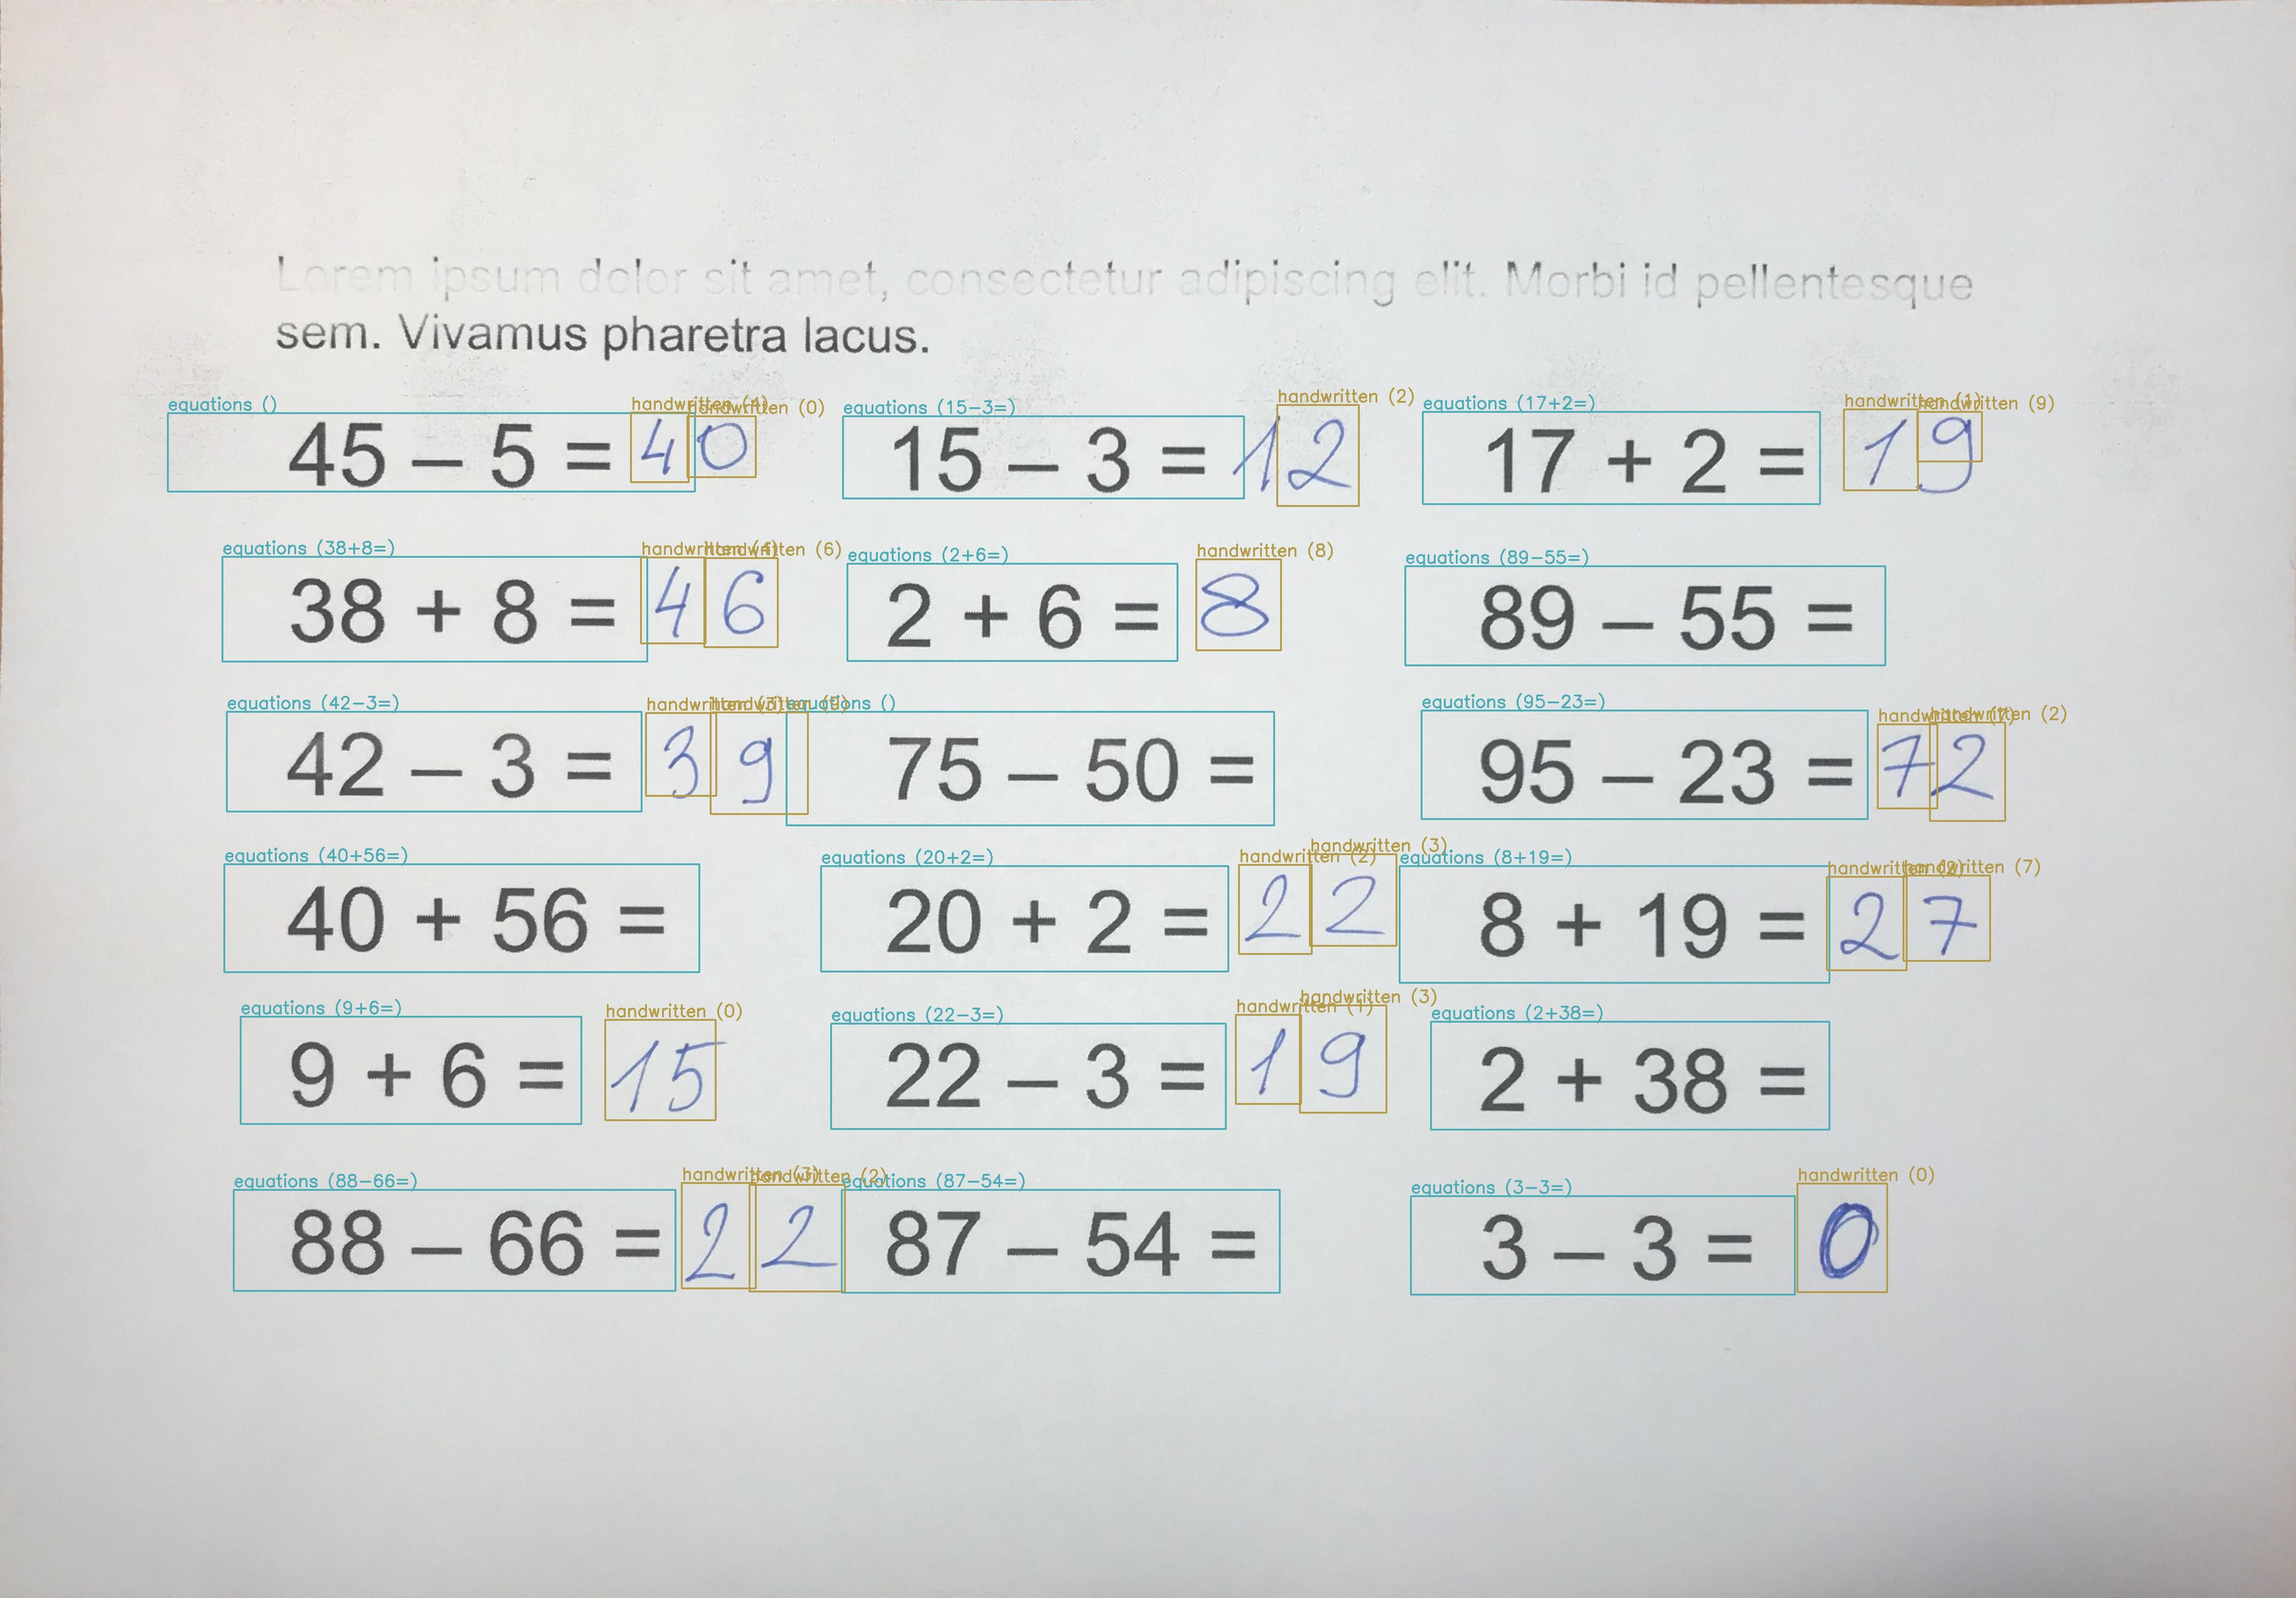 Lorem ipsum dolor sit amet, consectetur adipiscing elit. Morbi id pellentesque
sem. Vivamus pharetra lacus.
equations () handwritten (4) handwritten (0) equations (15-3=) handwritten (2) equations (17+2=) handwritten (1) handwritten (9)
45 – 5 = 40 15 – 3 = 12 17 + 2 = 19
equations (38+8=) handwritten (4) handwritten (6) equations (2+6=) handwritten (8) equations (89-55=)
38 + 8 = 46 2 + 6 = 8 89 – 55 =
equations (42-3=) handwritten (3) handwritten (9) equations () equations (95-23=) handwritten (7) handwritten (2)
42 – 3 = 39 75 – 50 = 95 – 23 = 72
equations (40+56=) equations (20+2=) handwritten (2) handwritten (3) equations (8+19=) handwritten handwritten (7)
40 + 56 = 20 + 2 = 22 8 + 19 = 27
equations (9+6=) handwritten (0) equations (22-3=) handwritten (1) handwritten (3) equations (2+38=)
9 + 6 = 15 22 – 3 = 19 2 + 38 =
equations (88-66=) handwritten (3) handwritten (2) equations (87-54=) equations (3-3=) handwritten (0)
88 – 66 = 22 87 – 54 = 3 – 3 = 0